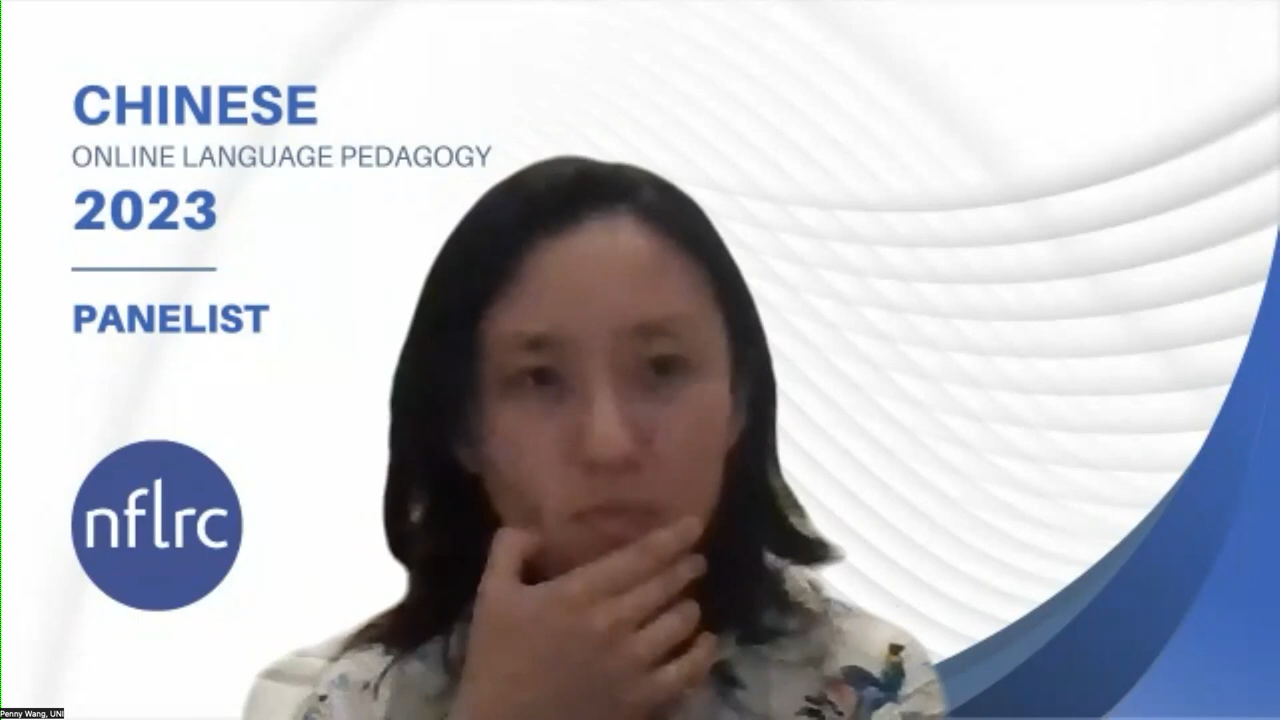 CHINESE
ONLINE LANGUAGE PEDAGOGY
2023
PANELIST
nflrc
Penny Wang, UNI